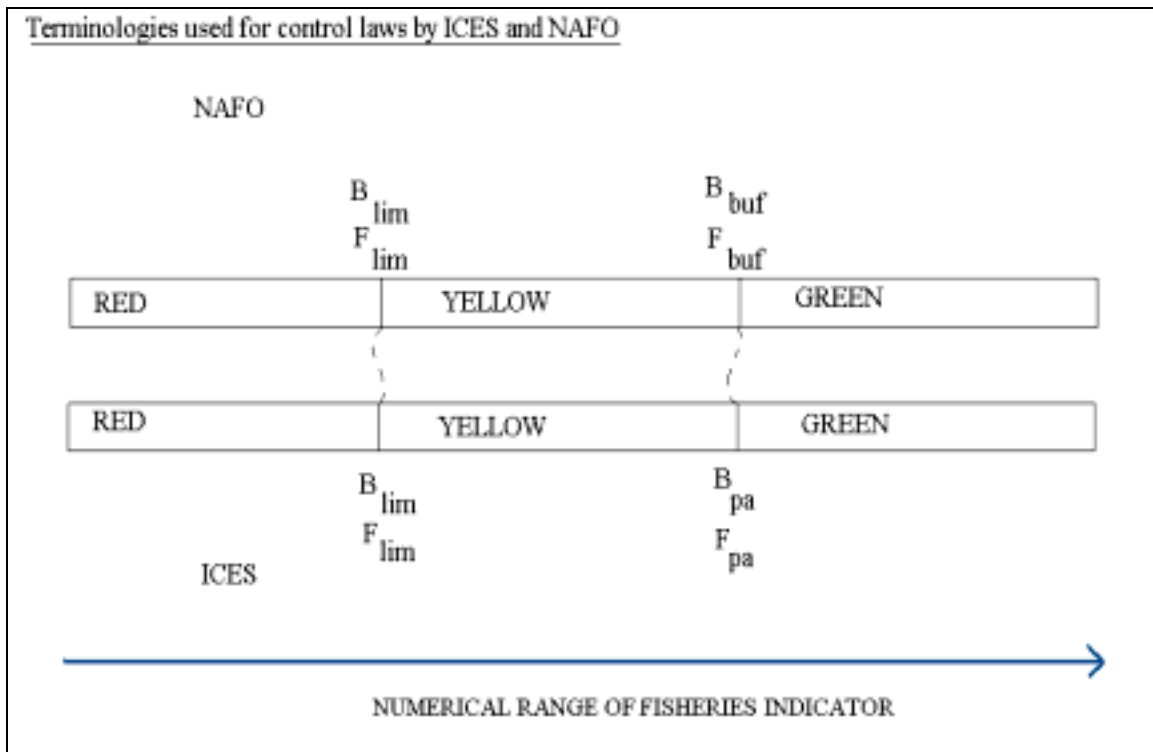 Terminologies used for control laws by ICES and NAFO
NAFO
B lim B buf
F lim F buf
RED YELLOW GREEN
RED YELLOW GREEN
B lim B pa
F lim F pa
ICES
NUMERICAL RANGE OF FISHERIES INDICATOR